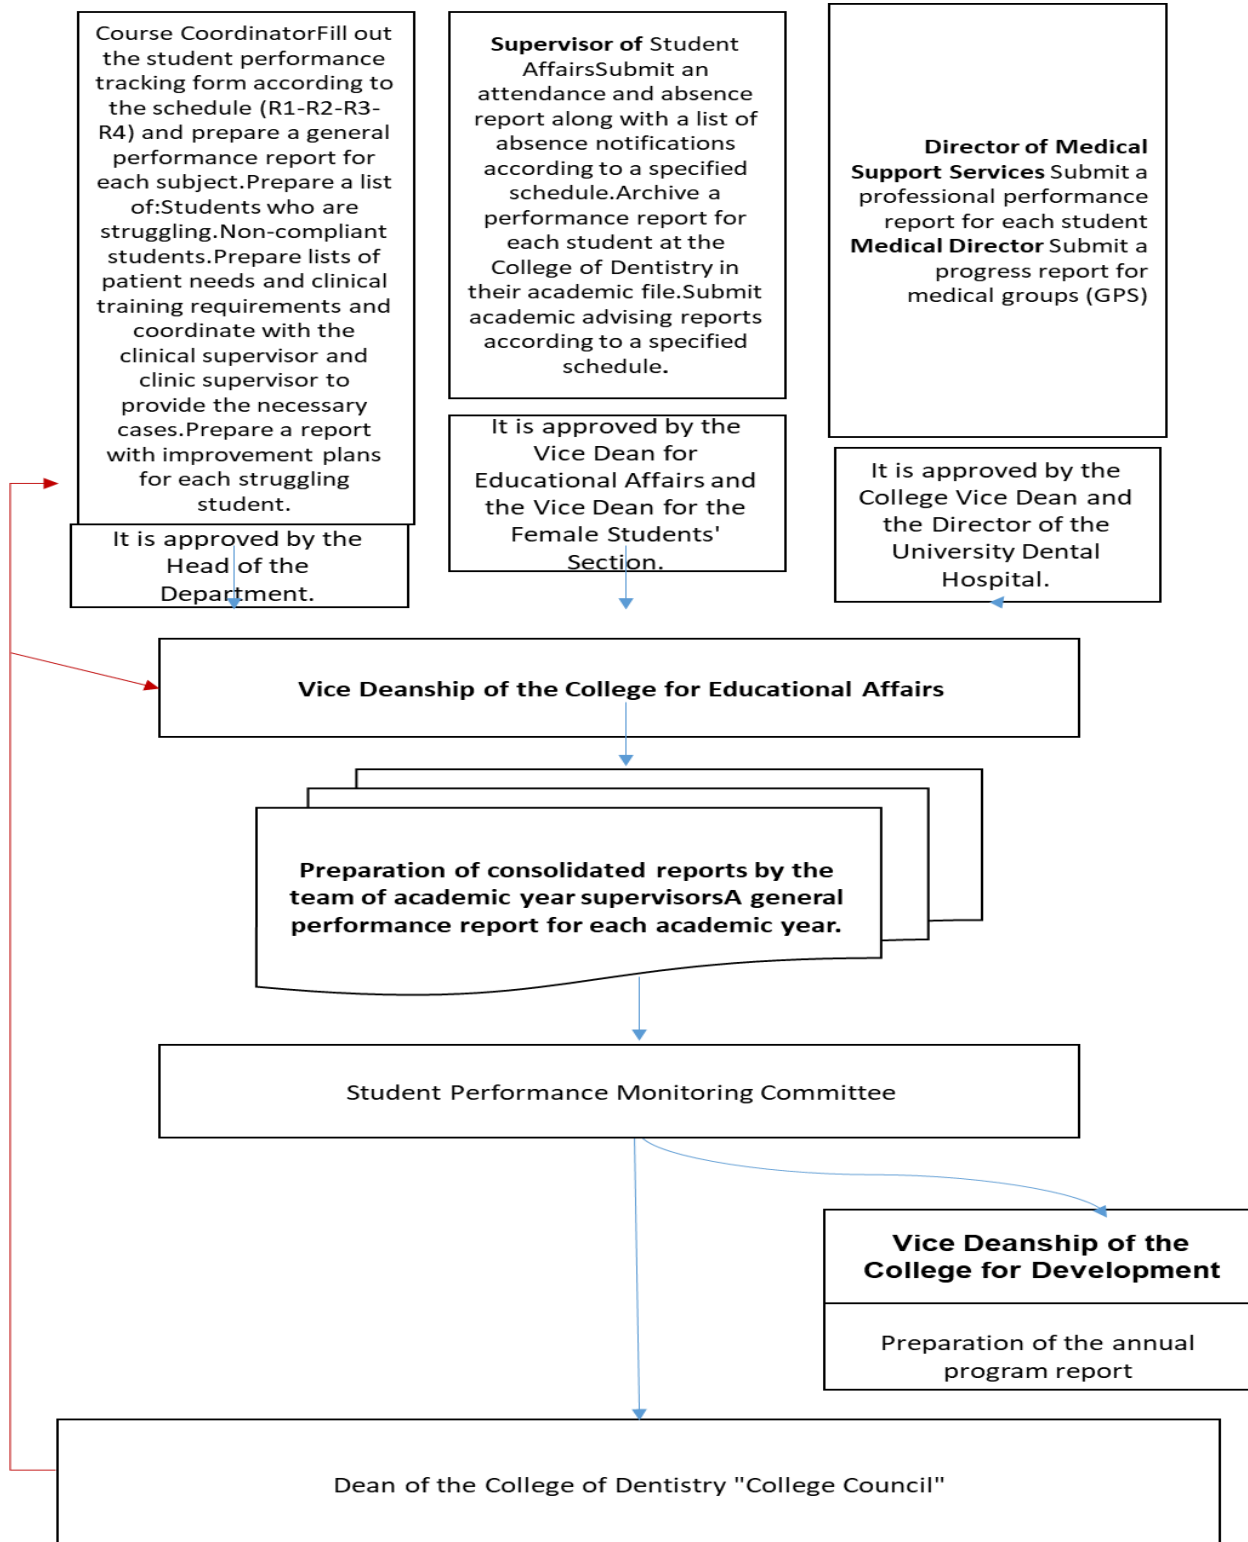 Course CoordinatorFill out
the student performance
tracking form according to
the schedule (R1-R2-R3-
R4) and prepare a general
performance report for
each subject.Prepare a list
of:Students who are
struggling.Non-compliant
students.Prepare lists of
patient needs and clinical
training requirements and
coordinate with the
clinical supervisor and
clinic supervisor to
provide the necessary
cases.Prepare a report
with improvement plans
for each struggling
student.
It is approved by the
Head of the
Department.
Supervisor of Student
AffairsSubmit an
attendance and absence
report along with a list of
absence notifications
according to a specified
schedule.Archive a
performance report for
each student at the
College of Dentistry in
their academic file.Submit
academic advising reports
according to a specified
schedule.
It is approved by the
Vice Dean for
Educational Affairs and
the Vice Dean for the
Female Students'
Section.
Director of Medical
Support Services Submit a
professional performance
report for each student
Medical Director Submit a
progress report for
medical groups (GPS)
It is approved by the
College Vice Dean and
the Director of the
University Dental
Hospital.
Vice Deanship of the College for Educational Affairs
Preparation of consolidated reports by the
team of academic year supervisorsA general
performance report for each academic year.
Student Performance Monitoring Committee
Vice Deanship of the
College for Development
Preparation of the annual
program report
Dean of the College of Dentistry "College Council"